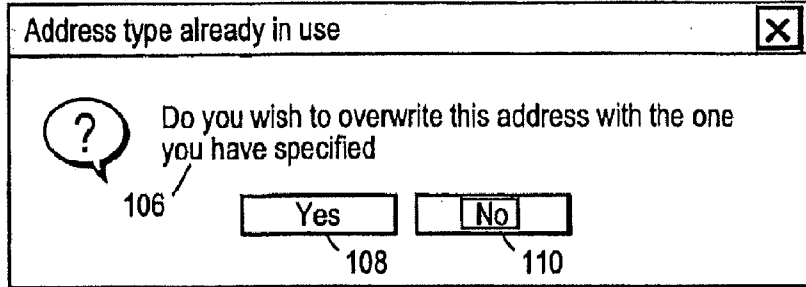 Address type already in use
?
Do you wish to overwrite this address with the one
you have specified
106
Yes
No
108
110